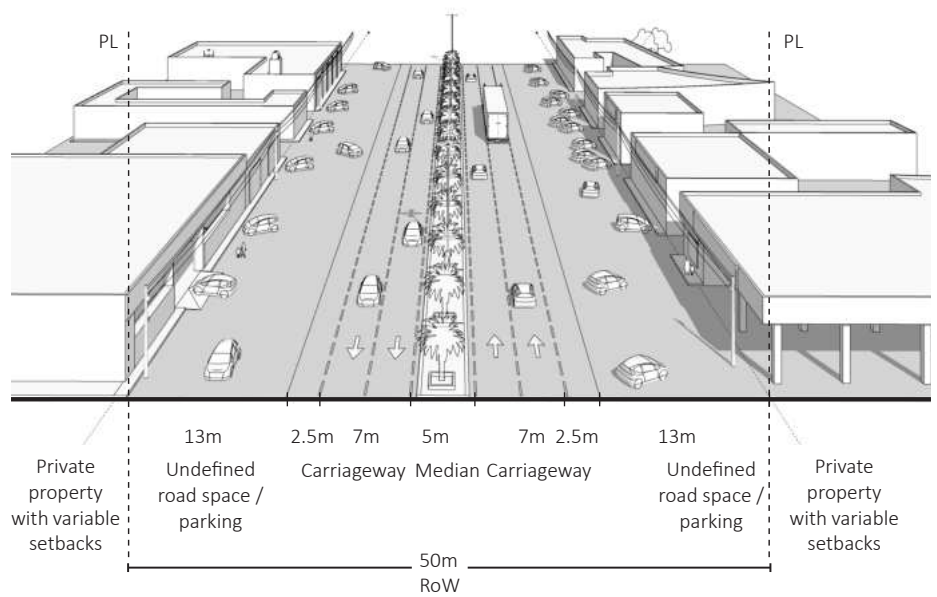 PL
PL
13m
2.5m
7m
5m
7m
2.5m
13m
Private
property
with variable
setbacks
Undefined
road space /
parking
Carriageway
Median
Carriageway
Undefined
road space /
parking
Private
property
with variable
setbacks
50m
RoW